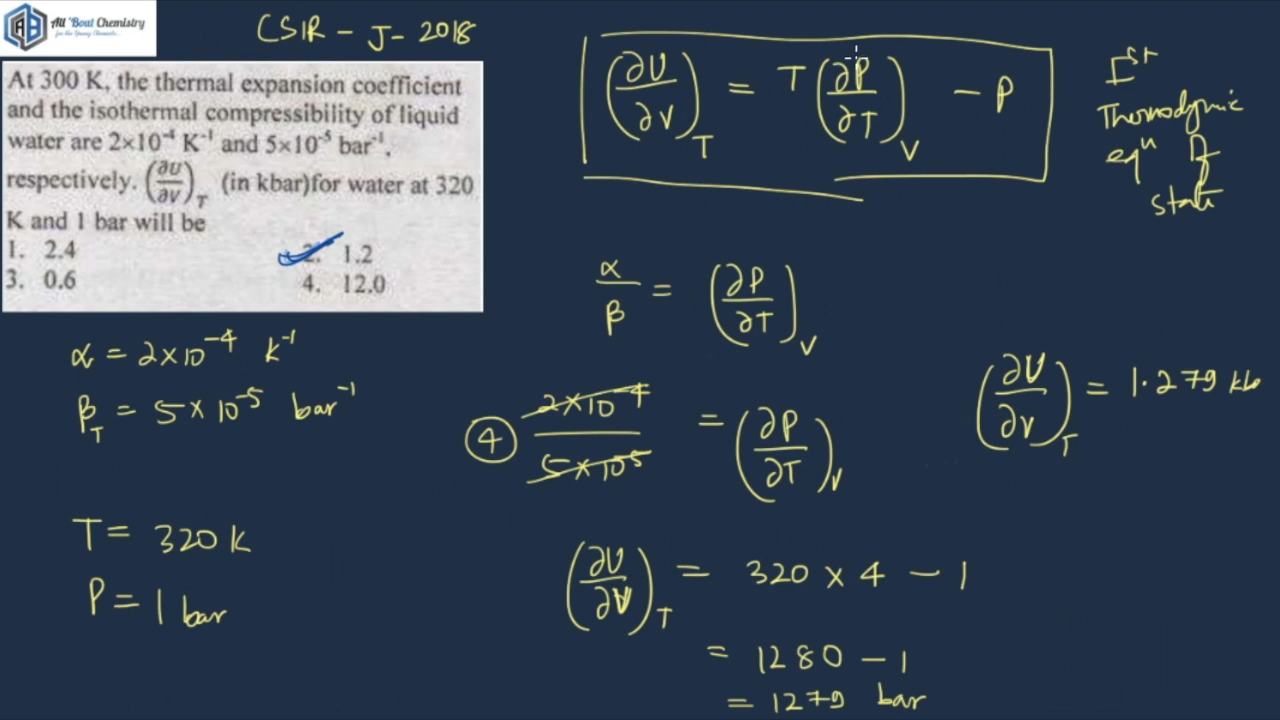 All 'Bout Chemistry
for the Young Chemists...
CSIR - J - 2018
At 300 K, the thermal expansion coefficient
and the isothermal compressibility of liquid
water are 2×10⁻⁴ K⁻¹ and 5×10⁻⁵ bar⁻¹,
respectively. (∂U/∂V)_T (in kbar)for water at 320
K and 1 bar will be
1. 2.4
2. 1.2
3. 0.6
4. 12.0
α = 2×10⁻⁴ k⁻¹
β_T = 5×10⁻⁵ bar⁻¹
T = 320 K
P = 1 bar
(∂U/∂V)_T = T (∂P/∂T)_V - P
Ist
Thermodynamic
eqⁿ of
state
α/β = (∂P/∂T)_V
④ 2×10⁻⁴/5×10⁻⁵ = (∂P/∂T)_V
(∂U/∂V)_T = 320 × 4 - 1
= 1280 - 1
= 1279 bar
(∂U/∂V)_T = 1.279 kb